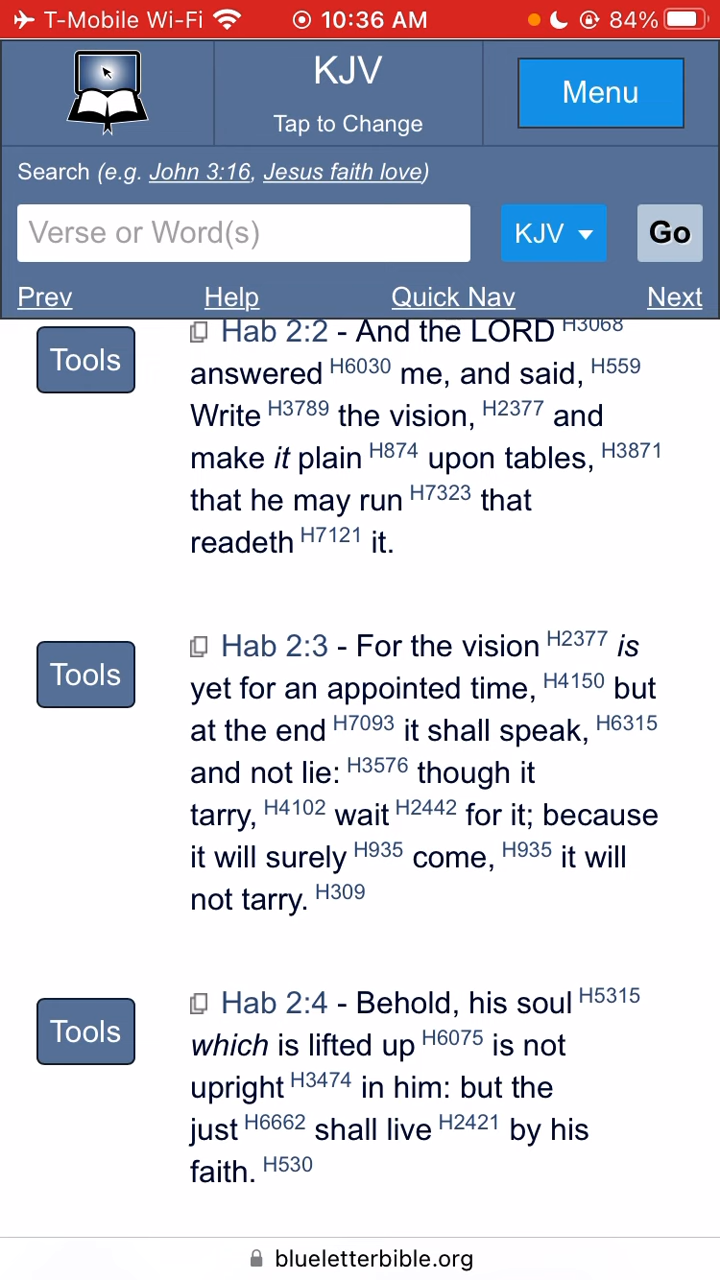 T-Mobile Wi-Fi 10:36 AM 84%
KJV
Tap to Change
Menu
Search (e.g. John 3:16, Jesus faith love)
Verse or Word(s) KJV Go
Prev Help Quick Nav Next
Tools
Hab 2:2 - And the LORD H3068
answered H6030 me, and said, H559
Write H3789 the vision, H2377 and
make it plain H874 upon tables, H3871
that he may run H7323 that
readeth H7121 it.
Tools
Hab 2:3 - For the vision H2377 is
yet for an appointed time, H4150 but
at the end H7093 it shall speak, H6315
and not lie: H3576 though it
tarry, H4102 wait H2442 for it; because
it will surely H935 come, H935 it will
not tarry. H309
Tools
Hab 2:4 - Behold, his soul H5315
which is lifted up H6075 is not
upright H3474 in him: but the
just H6662 shall live H2421 by his
faith. H530
blueletterbible.org